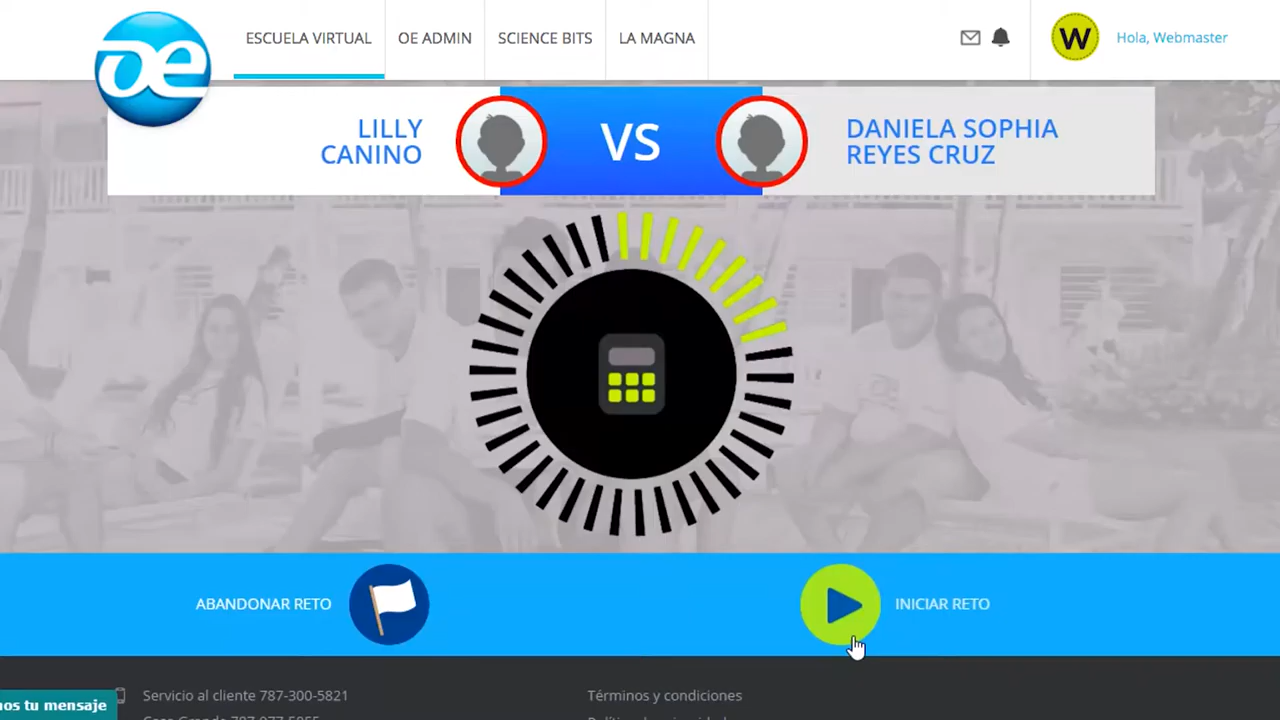 oe
ESCUELA VIRTUAL
OE ADMIN
SCIENCE BITS
LA MAGNA
W
Hola, Webmaster
LILLY
CANINO
VS
DANIELA SOPHIA
REYES CRUZ
ABANDONAR RETO
INICIAR RETO
Servicio al cliente 787-300-5821
Términos y condiciones
nos tu mensaje